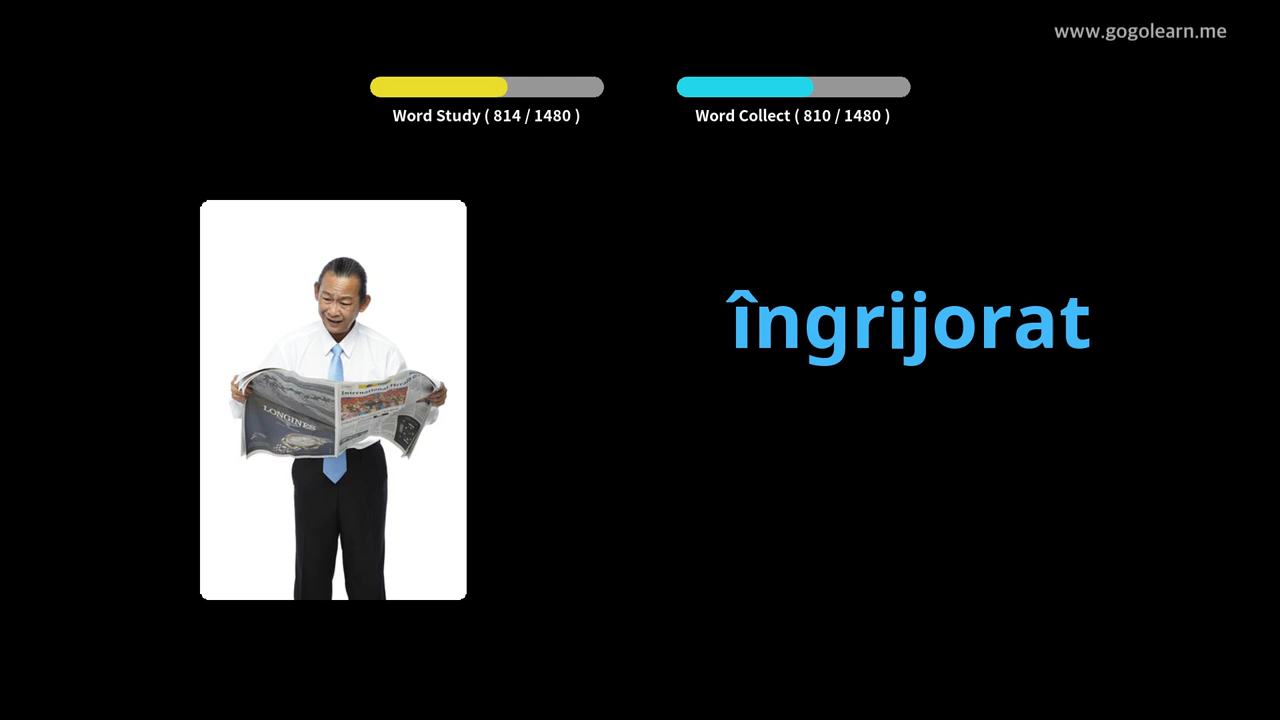 www.gogolearn.me
Word Study ( 814 / 1480 )
Word Collect ( 810 / 1480 )
îngrijorat
International Herald
LONGINES